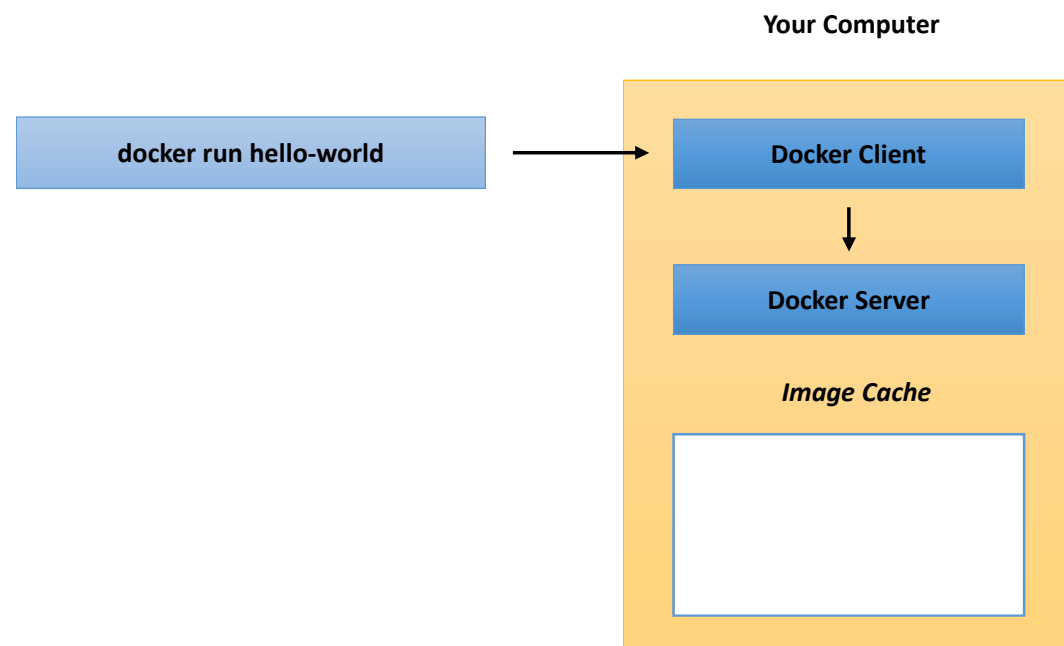 Your Computer
docker run hello-world
Docker Client
Docker Server
Image Cache